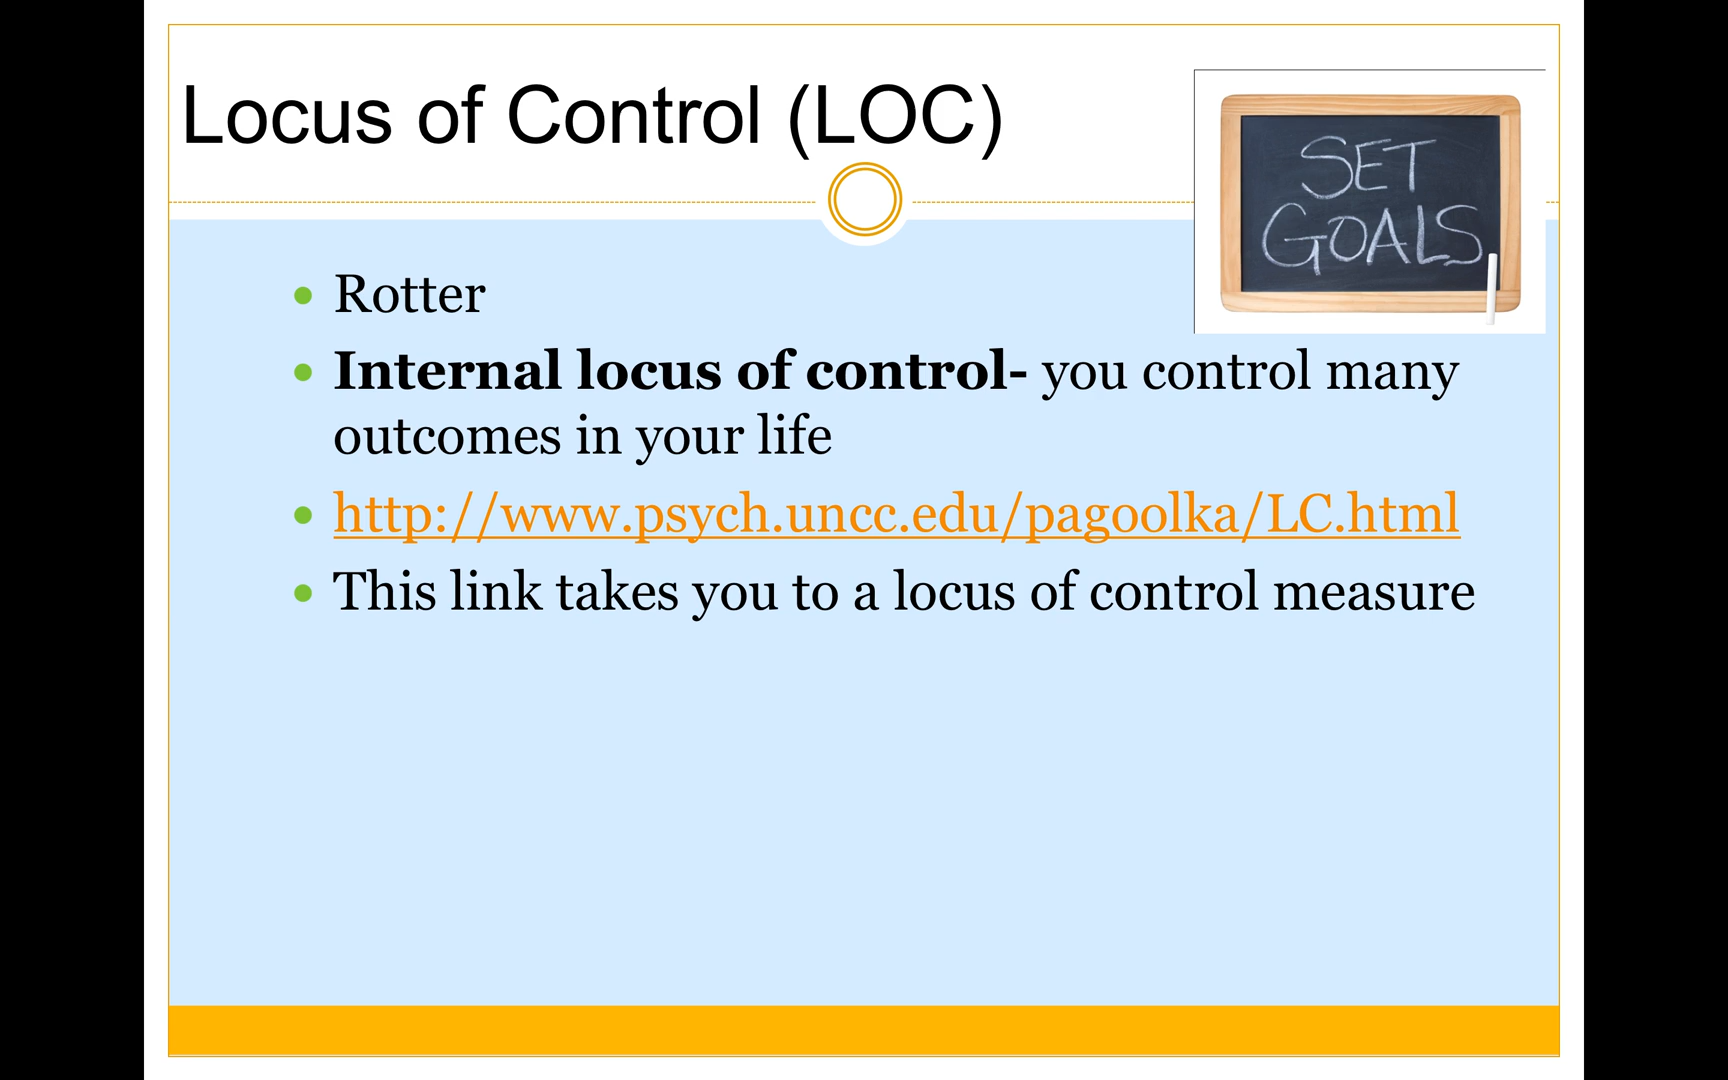 Locus of Control (LOC)
SET
GOALS
Rotter
Internal locus of control- you control many
outcomes in your life
http://www.psych.uncc.edu/pagoolka/LC.html
This link takes you to a locus of control measure